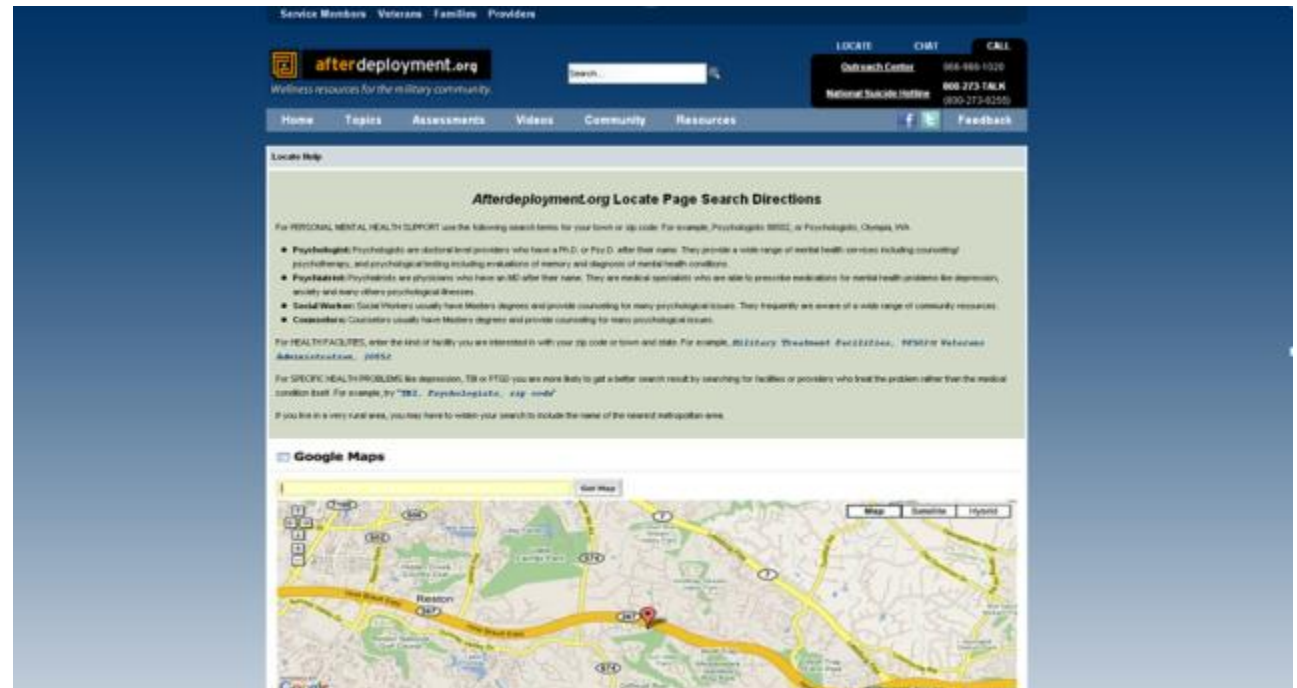 Service Members Veterans Families Providers
LOCATE CHAT CALL
afterdeployment.org
Search...
Outreach Center 866-966-1020
Wellness resources for the military community.
National Suicide Hotline 800-273-TALK
(800-273-8255)
Home Topics Assessments Videos Community Resources f t Feedback
Locate Help
Afterdeployment.org Locate Page Search Directions
For PERSONAL MENTAL HEALTH SUPPORT use the following search terms for your town or zip code. For example, Psychologists 98502, or Psychologists, Olympia, WA.
Psychologist: Psychologists are doctoral level providers who have a Ph.D. or Psy.D. after their name. They provide a wide range of mental health services including counseling/
psychotherapy, and psychological testing including evaluations of memory and diagnosis of mental health conditions.
Psychiatrist: Psychiatrists are physicians who have an MD after their name. They are medical specialists who are able to prescribe medications for mental health problems like depression,
anxiety and many others psychological illnesses.
Social Worker: Social Workers usually have Masters degrees and provide counseling for many psychological issues. They frequently are aware of a wide range of community resources.
Counselors: Counselors usually have Masters degrees and provide counseling for many psychological issues.
For HEALTH FACILITIES, enter the kind of facility you are interested in with your zip code or town and state. For example, Military Treatment Facilities, or Veterans
Administration,
For SPECIFIC HEALTH PROBLEMS like depression, TBI or PTSD you are more likely to get a better search result by searching for facilities or providers who treat the problem rather than the medical
condition itself. For example, try "TBI, Psychologists, zip code"
If you live in a very rural area, you may have to widen your search to include the name of the nearest metropolitan area.
Google Maps
Get Map
Map Satellite Hybrid
7
602
674
7
Reston
267
267
674
Google